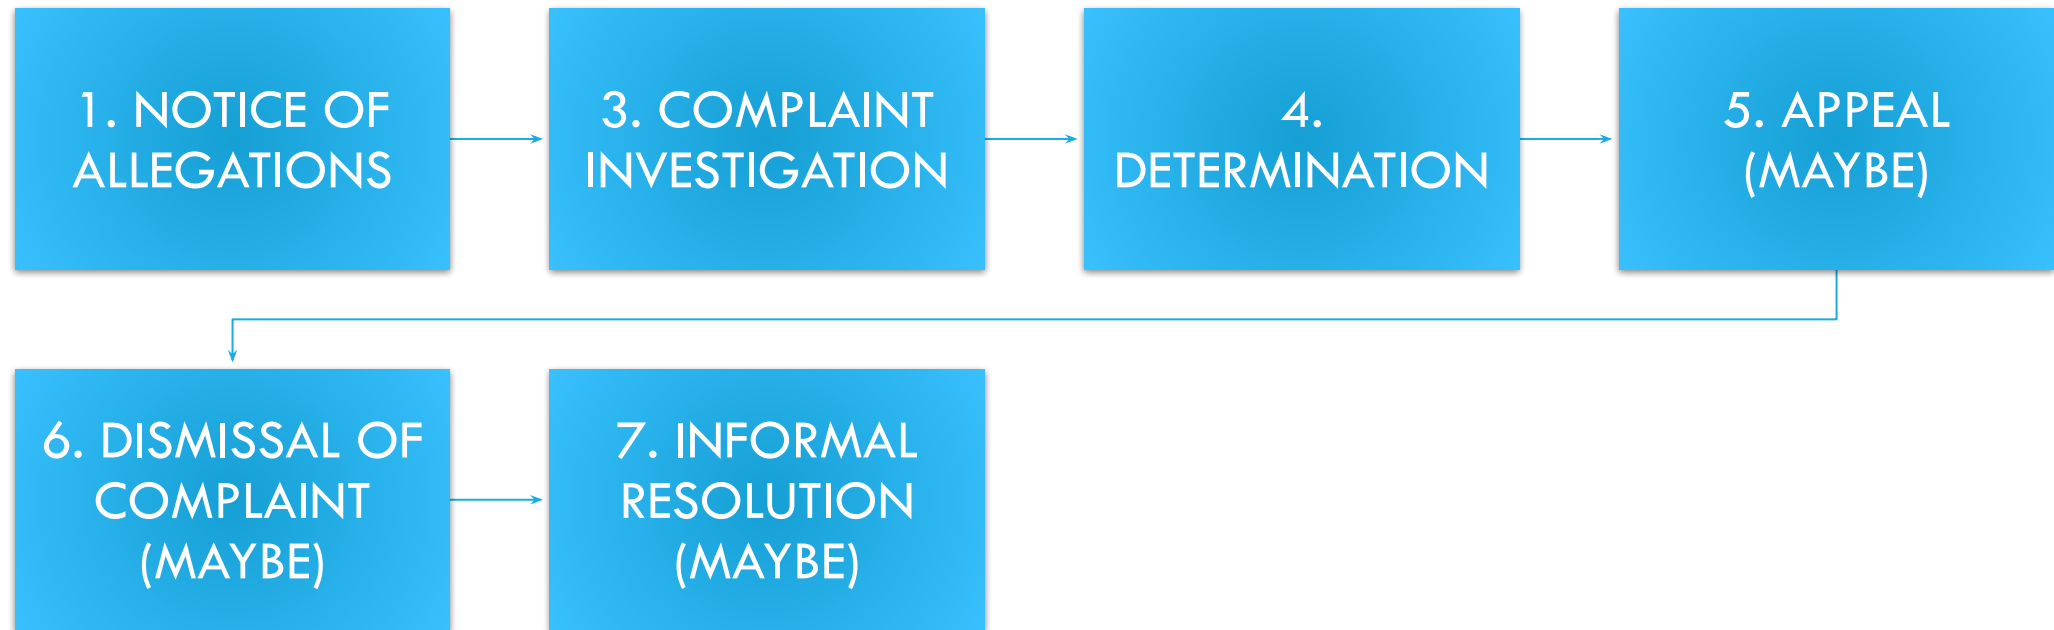 1. NOTICE OF
ALLEGATIONS
3. COMPLAINT
INVESTIGATION
4.
DETERMINATION
5. APPEAL
(MAYBE)
6. DISMISSAL OF
COMPLAINT
(MAYBE)
7. INFORMAL
RESOLUTION
(MAYBE)